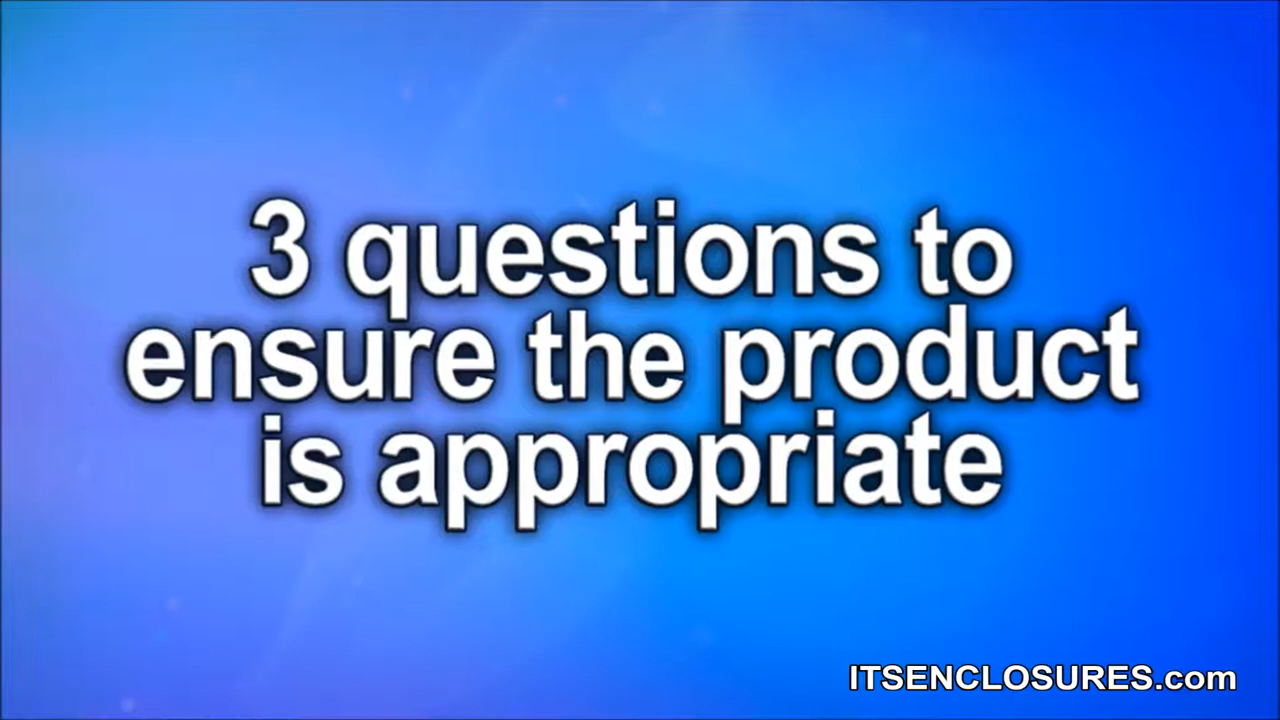 3 questions to
ensure the product
is appropriate
ITSENCLOSURES.com